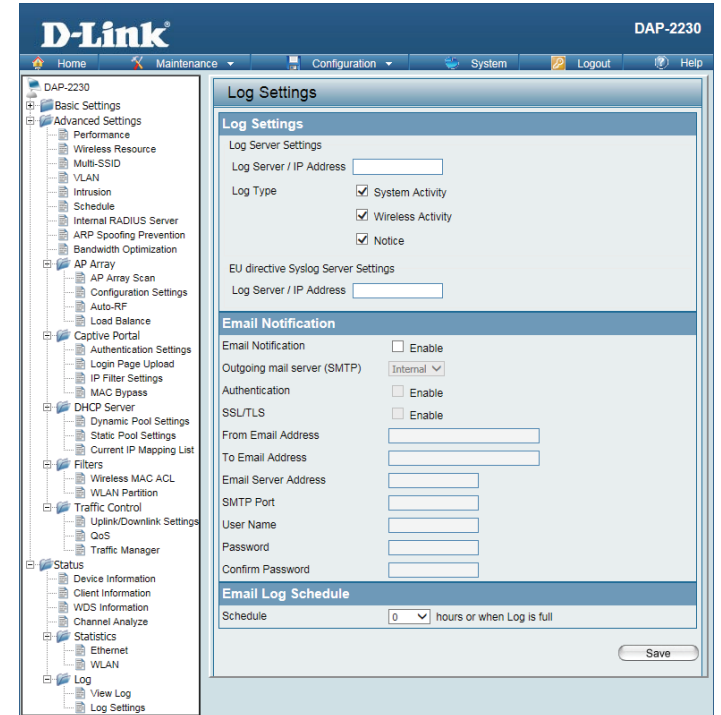 D-Link®
DAP-2230
Home
Maintenance
Configuration
System
Logout
Help
DAP-2230
Basic Settings
Advanced Settings
Performance
Wireless Resource
Multi-SSID
VLAN
Intrusion
Schedule
Internal RADIUS Server
ARP Spoofing Prevention
Bandwidth Optimization
AP Array
AP Array Scan
Configuration Settings
Auto-RF
Load Balance
Captive Portal
Authentication Settings
Login Page Upload
IP Filter Settings
MAC Bypass
DHCP Server
Dynamic Pool Settings
Static Pool Settings
Current IP Mapping List
Filters
Wireless MAC ACL
WLAN Partition
Traffic Control
Uplink/Downlink Settings
QoS
Traffic Manager
Status
Device Information
Client Information
WDS Information
Channel Analyze
Statistics
Ethernet
WLAN
Log
View Log
Log Settings
Log Settings
Log Settings
Log Server Settings
Log Server / IP Address
Log Type
System Activity
Wireless Activity
Notice
EU directive Syslog Server Settings
Log Server / IP Address
Email Notification
Email Notification
Enable
Outgoing mail server (SMTP)
Internal
Authentication
Enable
SSL/TLS
Enable
From Email Address
To Email Address
Email Server Address
SMTP Port
User Name
Password
Confirm Password
Email Log Schedule
Schedule
0
hours or when Log is full
Save